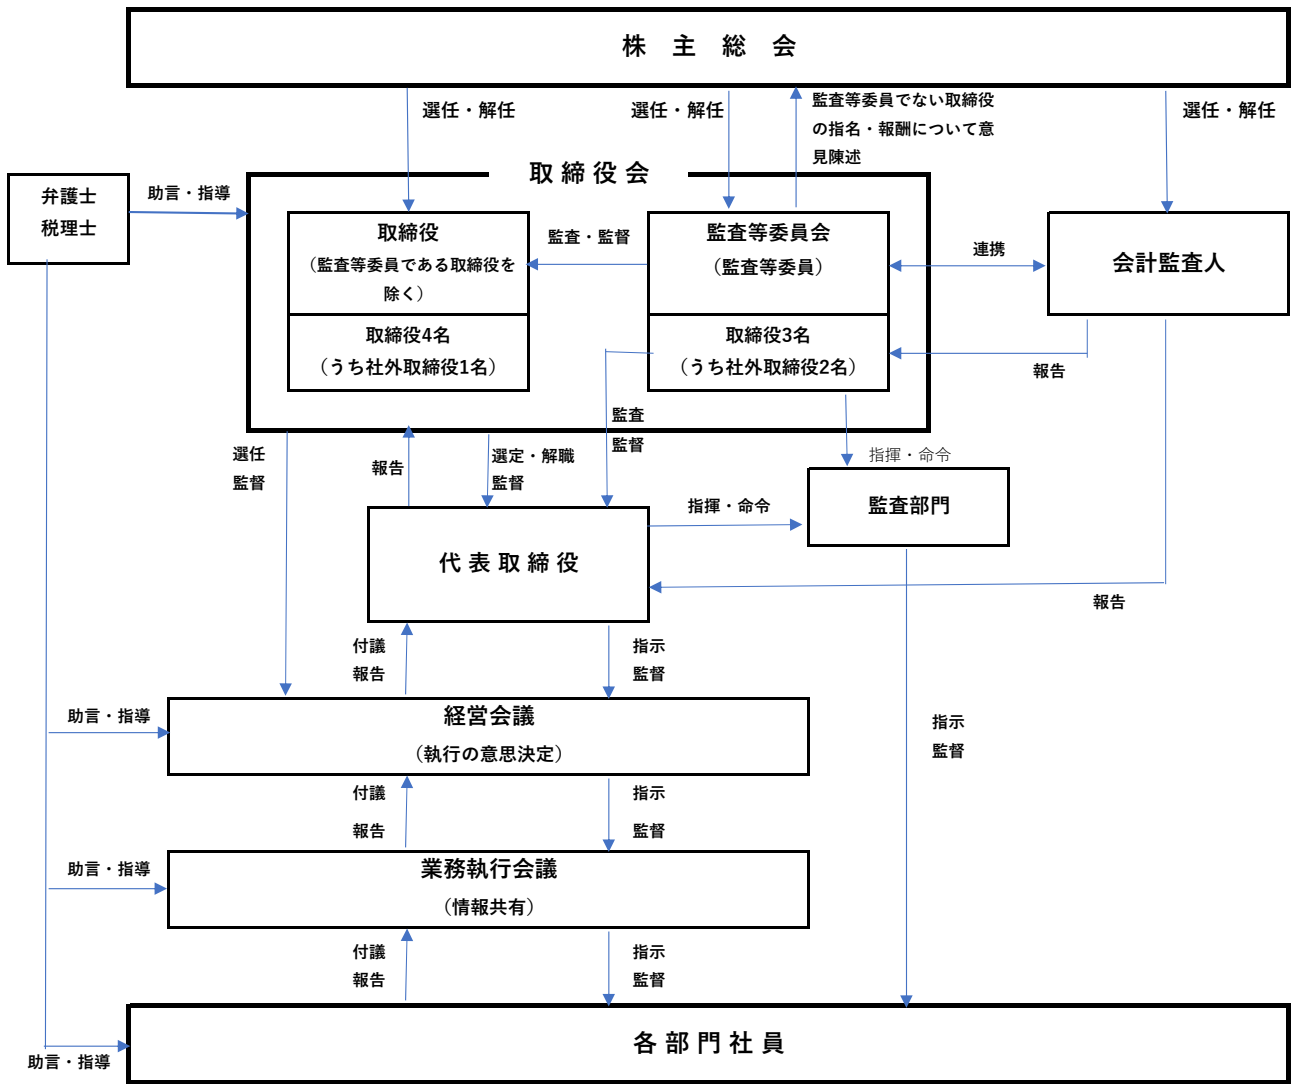 株 主 総 会
選任・解任
選任・解任
監査等委員でない取締役
の指名・報酬について意
見陳述
選任・解任
取締役会
弁護士
税理士
助言・指導
取締役
（監査等委員である取締役を
除く）
取締役4名
（うち社外取締役1名）
監査・監督
監査等委員会
（監査等委員）
取締役3名
（うち社外取締役2名）
連携
会計監査人
報告
選任
監督
報告
選定・解職
監督
監査
監督
指揮・命令
監査部門
指揮・命令
代表取締役
報告
付議
報告
指示
監督
助言・指導
経営会議
（執行の意思決定）
指示
監督
付議
報告
指示
監督
助言・指導
業務執行会議
（情報共有）
付議
報告
指示
監督
各部門社員
助言・指導